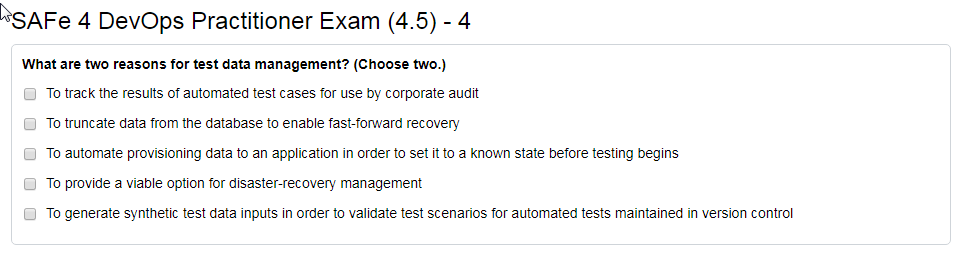 SAFe 4 DevOps Practitioner Exam (4.5) - 4
What are two reasons for test data management? (Choose two.)
To track the results of automated test cases for use by corporate audit
To truncate data from the database to enable fast-forward recovery
To automate provisioning data to an application in order to set it to a known state before testing begins
To provide a viable option for disaster-recovery management
To generate synthetic test data inputs in order to validate test scenarios for automated tests maintained in version control